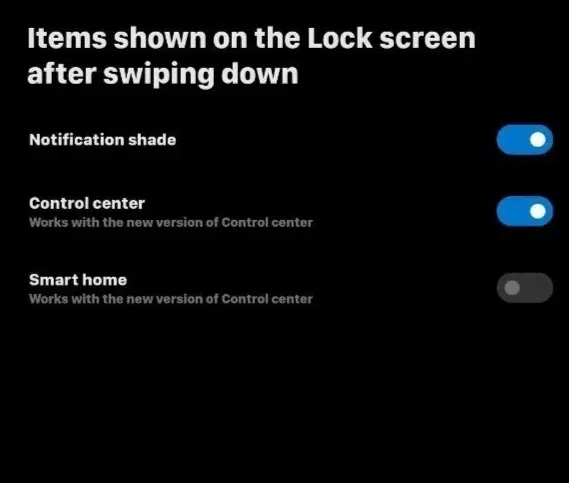 Items shown on the Lock screen
after swiping down
Notification shade
Control center
Works with the new version of Control center
Smart home
Works with the new version of Control center